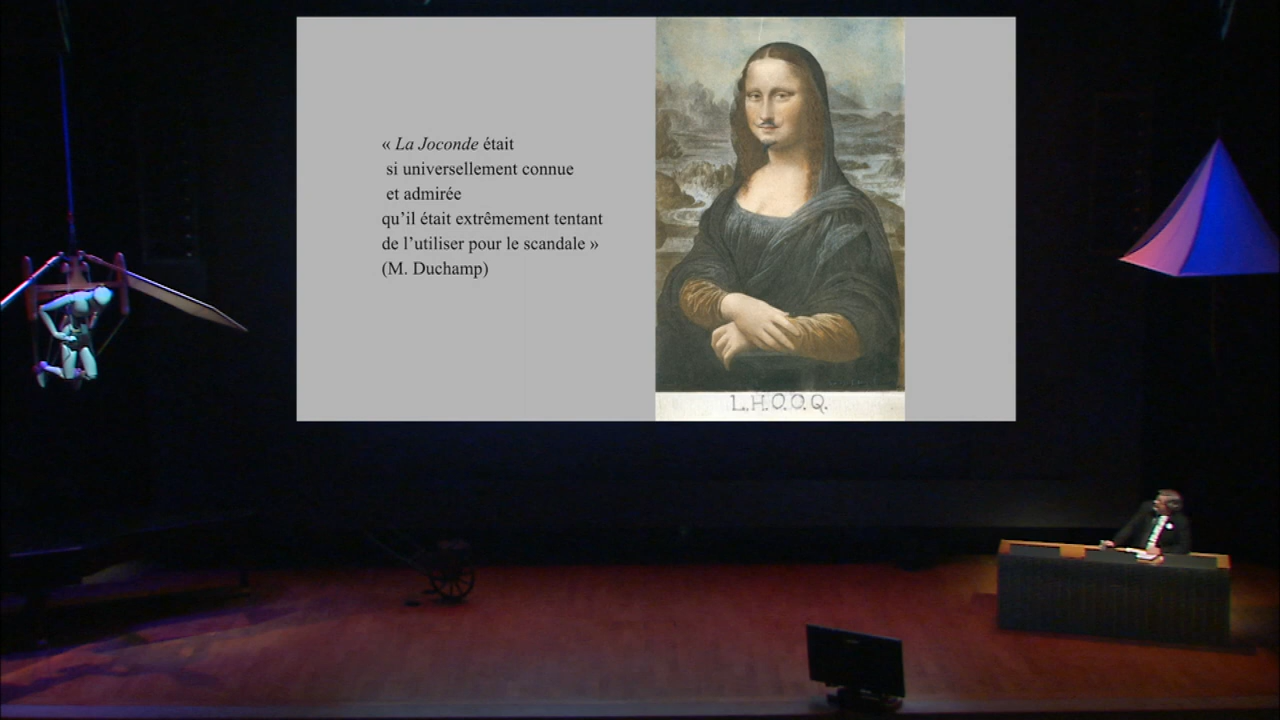 « La Joconde était
si universellement connue
et admirée
qu’il était extrêmement tentant
de l’utiliser pour le scandale »
(M. Duchamp)
L.H.O.O.Q.